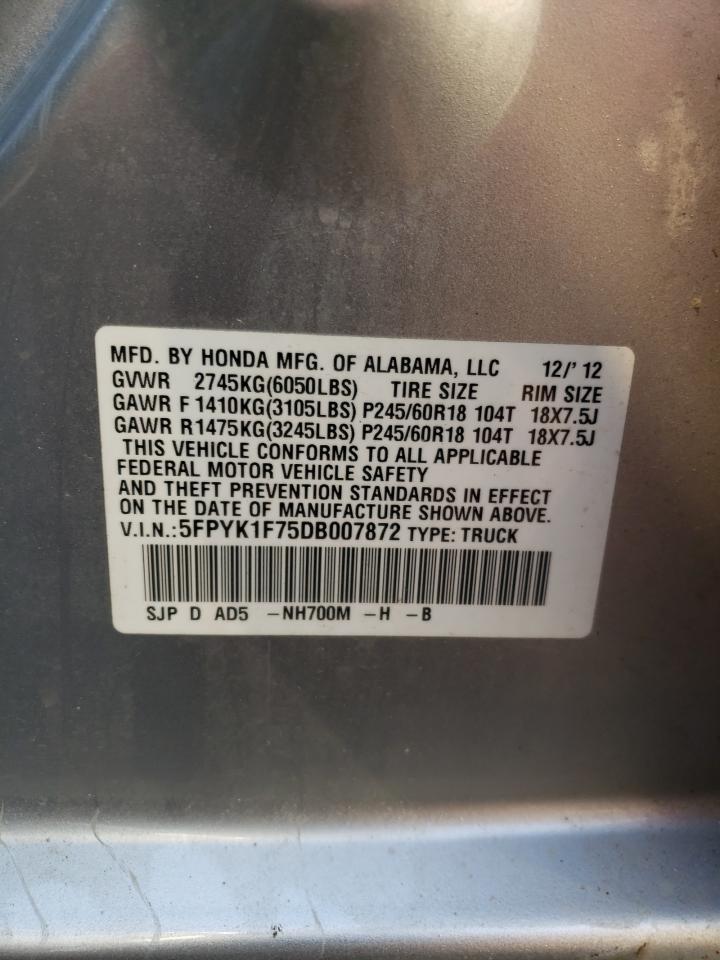 MFD. BY HONDA MFG. OF ALABAMA, LLC 12/'12
GVWR 2745KG(6050LBS) TIRE SIZE RIM SIZE
GAWR F 1410KG(3105LBS) P245/60R18 104T 18X7.5J
GAWR R1475KG(3245LBS) P245/60R18 104T 18X7.5J
THIS VEHICLE CONFORMS TO ALL APPLICABLE
FEDERAL MOTOR VEHICLE SAFETY
AND THEFT PREVENTION STANDARDS IN EFFECT
ON THE DATE OF MANUFACTURE SHOWN ABOVE.
V.I.N.:5FPYK1F75DB007872 TYPE: TRUCK
SJP D AD5 -NH700M -H -B